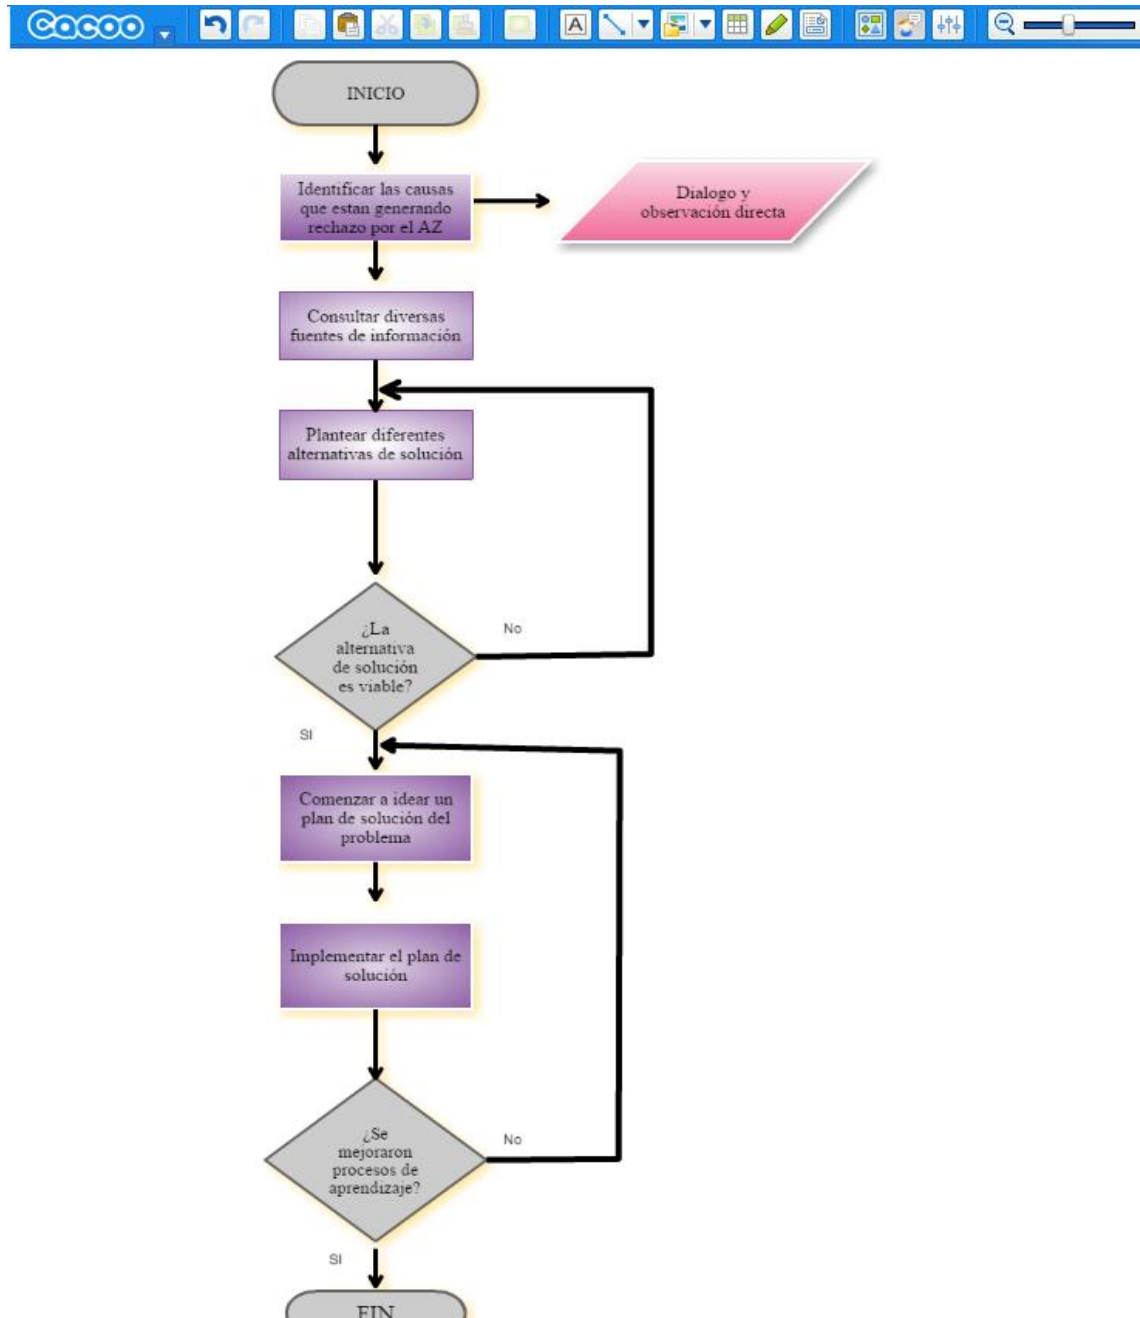 Cacoo
INICIO
Identificar las causas
que estan generando
rechazo por el AZ
Dialogo y
observación directa
Consultar diversas
fuentes de información
Plantear diferentes
alternativas de solución
¿La
alternativa
de solución
es viable?
No
SI
Comenzar a idear un
plan de solución del
problema
Implementar el plan de
solución
¿Se
mejoraron
procesos de
aprendizaje?
No
SI
FIN